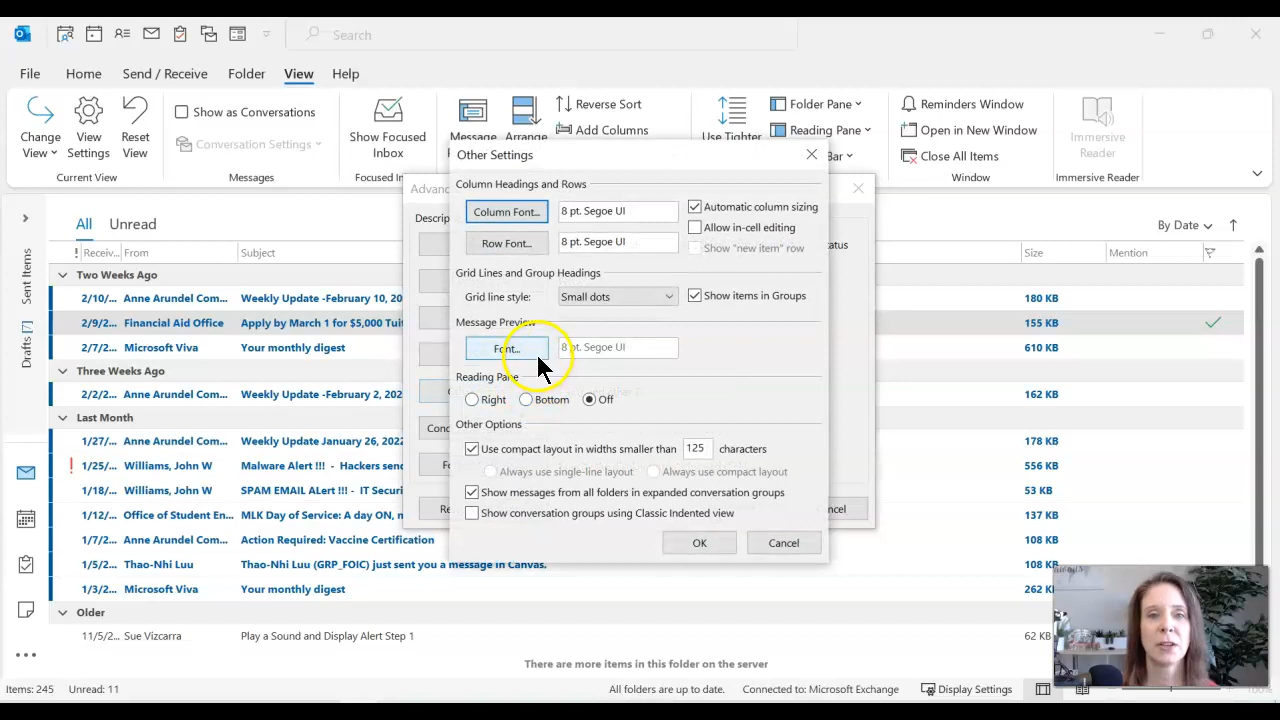 Search
File Home Send / Receive Folder View Help
Change View
View Settings
Reset View
Current View
Show as Conversations
Conversation Settings
Messages
Show Focused Inbox
Focused In
Message
Arrange
Reverse Sort
Add Columns
Use Tighter
Folder Pane
Reading Pane
Bar
Reminders Window
Open in New Window
Close All Items
Window
Immersive Reader
Immersive Reader
Other Settings
Column Headings and Rows
Column Font... 8 pt. Segoe UI Automatic column sizing
Allow in-cell editing
Row Font... 8 pt. Segoe UI Show "new item" row
Grid Lines and Group Headings
Grid line style: Small dots Show items in Groups
Message Preview
Font... 8 pt. Segoe UI
Reading Pane
Right Bottom Off
Other Options
Use compact layout in widths smaller than 125 characters
Always use single-line layout Always use compact layout
Show messages from all folders in expanded conversation groups
Show conversation groups using Classic Indented view
OK Cancel
Advan
Descrip
Cond
Re
status
ncel
All Unread By Date
! Receiv... From Subject Size Mention
Two Weeks Ago
2/10/... Anne Arundel Com... Weekly Update -February 10, 20 180 KB
2/9/2... Financial Aid Office Apply by March 1 for $5,000 Tuit 155 KB
2/7/2... Microsoft Viva Your monthly digest 610 KB
Three Weeks Ago
2/2/2... Anne Arundel Com... Weekly Update -February 2, 202 162 KB
Last Month
1/27/... Anne Arundel Com... Weekly Update January 26, 2022 178 KB
! 1/25/... Williams, John W Malware Alert !!! - Hackers send 556 KB
1/18/... Williams, John W SPAM EMAIL ALert !!! - IT Securi 53 KB
1/12/... Office of Student En... MLK Day of Service: A day ON, n 137 KB
1/7/2... Anne Arundel Com... Action Required: Vaccine Certification 108 KB
1/5/2... Thao-Nhi Luu Thao-Nhi Luu (GRP_FOIC) just sent you a message in Canvas. 108 KB
1/3/2... Microsoft Viva Your monthly digest 262 K
Older
11/5/2... Sue Vizcarra Play a Sound and Display Alert Step 1 62 KB
There are more items in this folder on the server
Sent Items
Drafts [7]
Items: 245 Unread: 11 All folders are up to date. Connected to: Microsoft Exchange Display Settings 100%